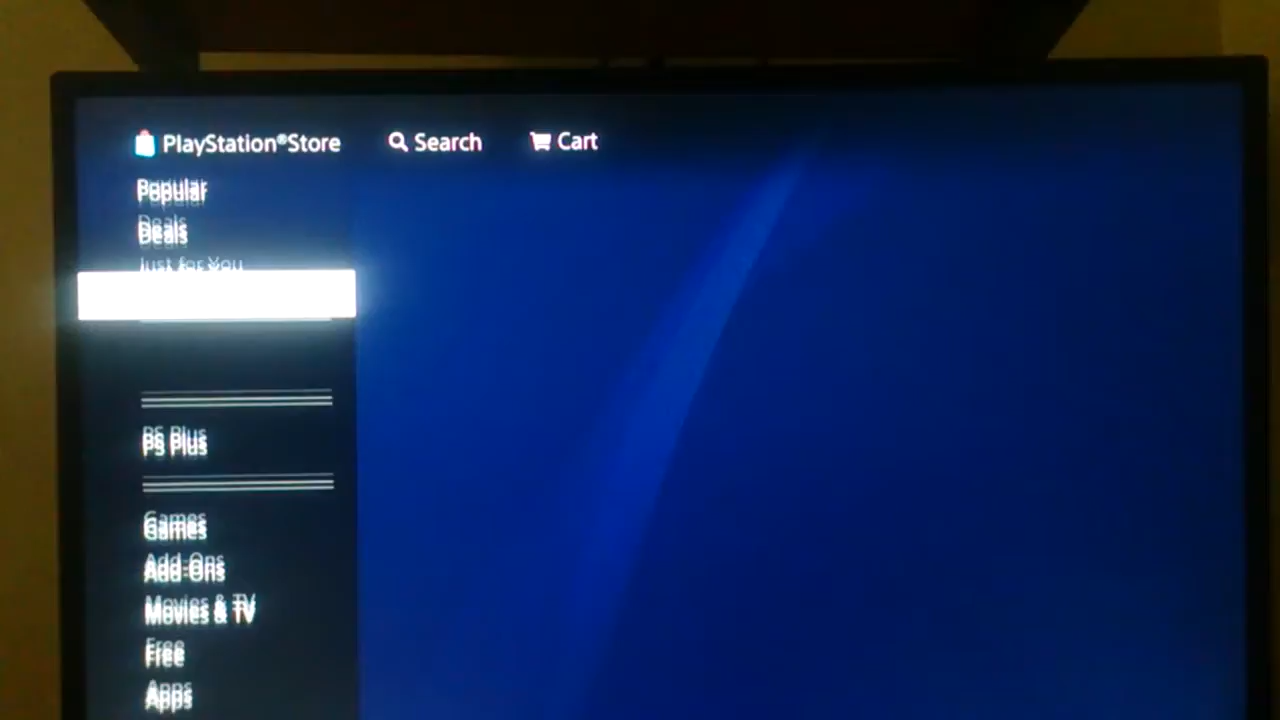 PlayStation®Store Search Cart
Popular
Deals
Just for You
PS Plus
Games
Add-Ons
Movies & TV
Free
Apps